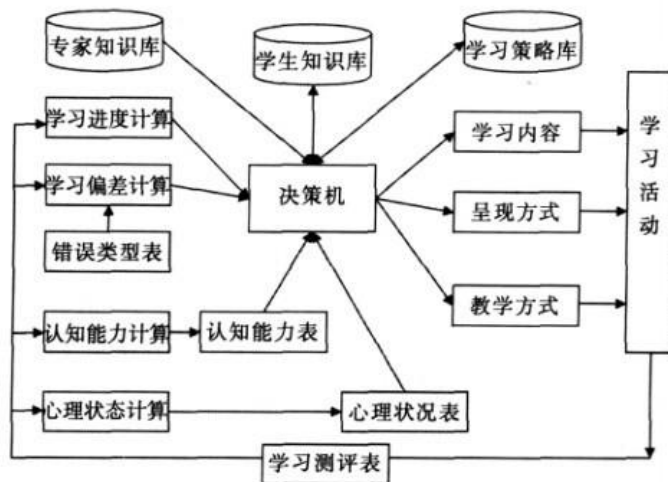 专家知识库
学生知识库
学习策略库
学习进度计算
学习内容
学习活动
学习偏差计算
决策机
呈现方式
错误类型表
教学方式
认知能力计算
认知能力表
心理状态计算
心理状况表
学习测评表